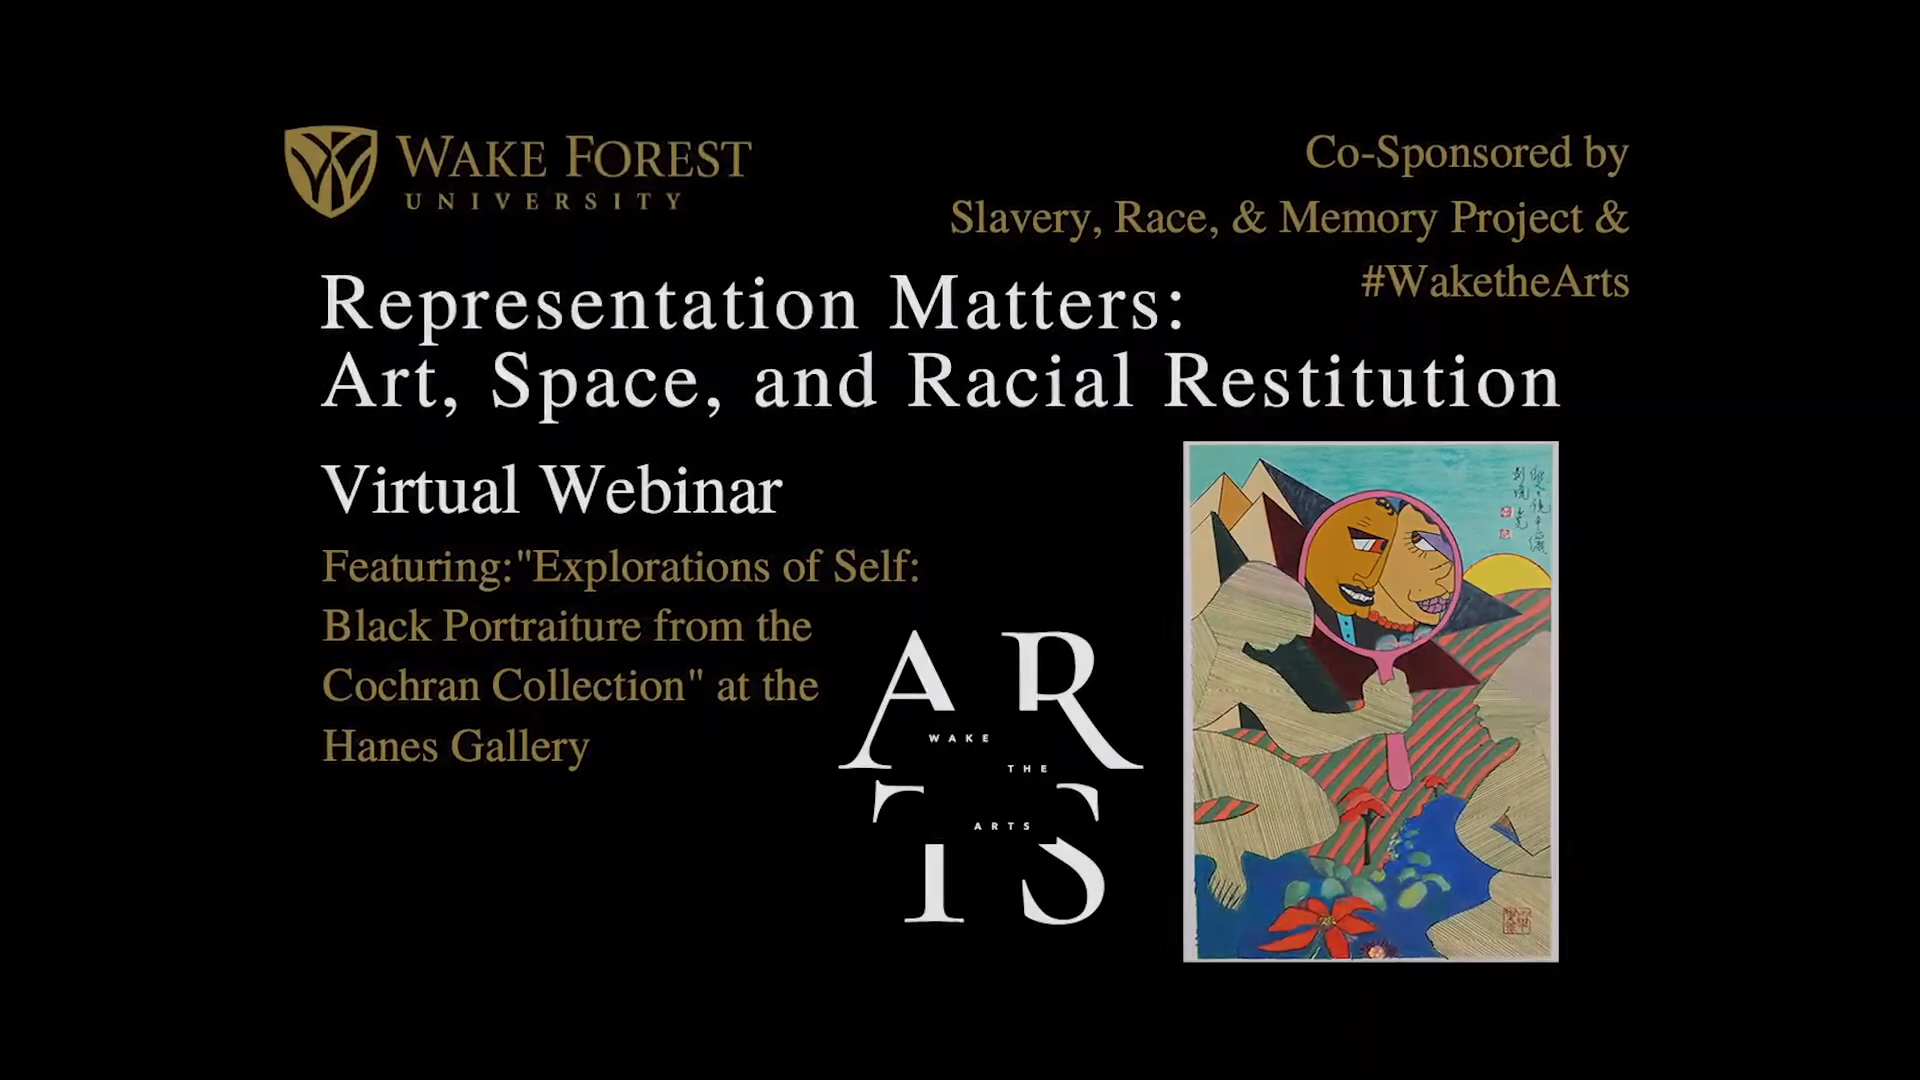 WAKE FOREST
UNIVERSITY
Co-Sponsored by
Slavery, Race, & Memory Project &
#WaketheArts
Representation Matters:
Art, Space, and Racial Restitution
Virtual Webinar
Featuring:"Explorations of Self:
Black Portraiture from the
Cochran Collection" at the
Hanes Gallery
AR
WAKE
THE
TS
ARTS